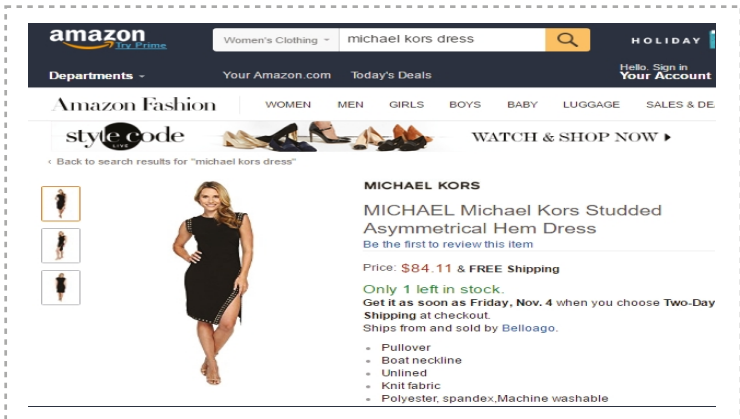 amazon
Try Prime
Women's Clothing
michael kors dress
HOLIDAY
Departments
Your Amazon.com
Today's Deals
Hello. Sign in
Your Account
Amazon Fashion
WOMEN
MEN
GIRLS
BOYS
BABY
LUGGAGE
SALES & DE
style code
LIVE
WATCH & SHOP NOW
‹ Back to search results for "michael kors dress"
MICHAEL KORS
MICHAEL Michael Kors Studded
Asymmetrical Hem Dress
Be the first to review this item
Price: $84.11 & FREE Shipping
Only 1 left in stock.
Get it as soon as Friday, Nov. 4 when you choose Two-Day
Shipping at checkout.
Ships from and sold by Belloago.
• Pullover
• Boat neckline
• Unlined
• Knit fabric
• Polyester, spandex,Machine washable